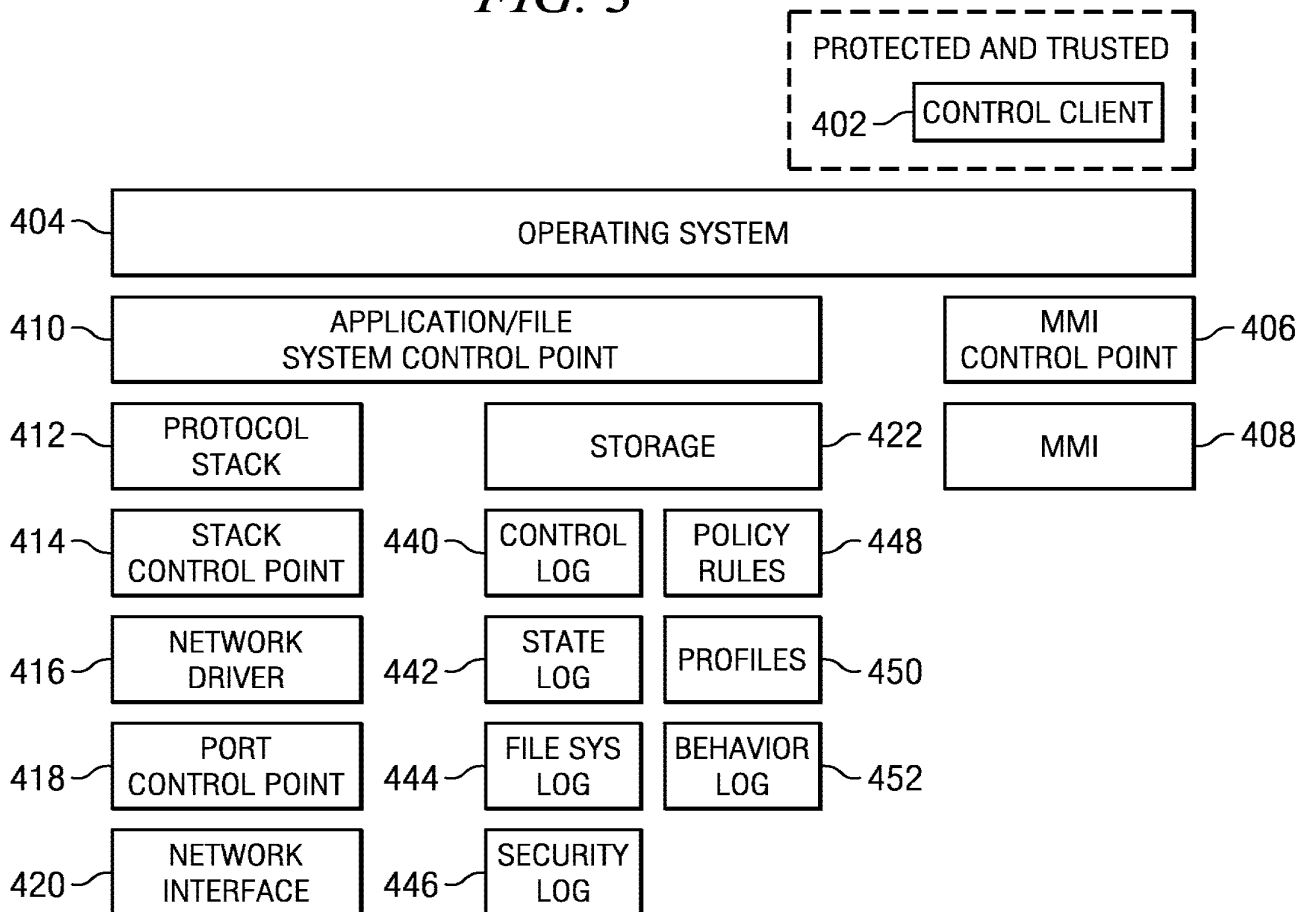 FIG. 3
PROTECTED AND TRUSTED
402 CONTROL CLIENT
404 OPERATING SYSTEM
410 APPLICATION/FILE
SYSTEM CONTROL POINT
MMI
CONTROL POINT 406
412 PROTOCOL
STACK
STORAGE 422
MMI 408
414 STACK
CONTROL POINT
440 CONTROL
LOG
POLICY
RULES 448
416 NETWORK
DRIVER
442 STATE
LOG
PROFILES 450
418 PORT
CONTROL POINT
444 FILE SYS
LOG
BEHAVIOR
LOG 452
420 NETWORK
INTERFACE
446 SECURITY
LOG